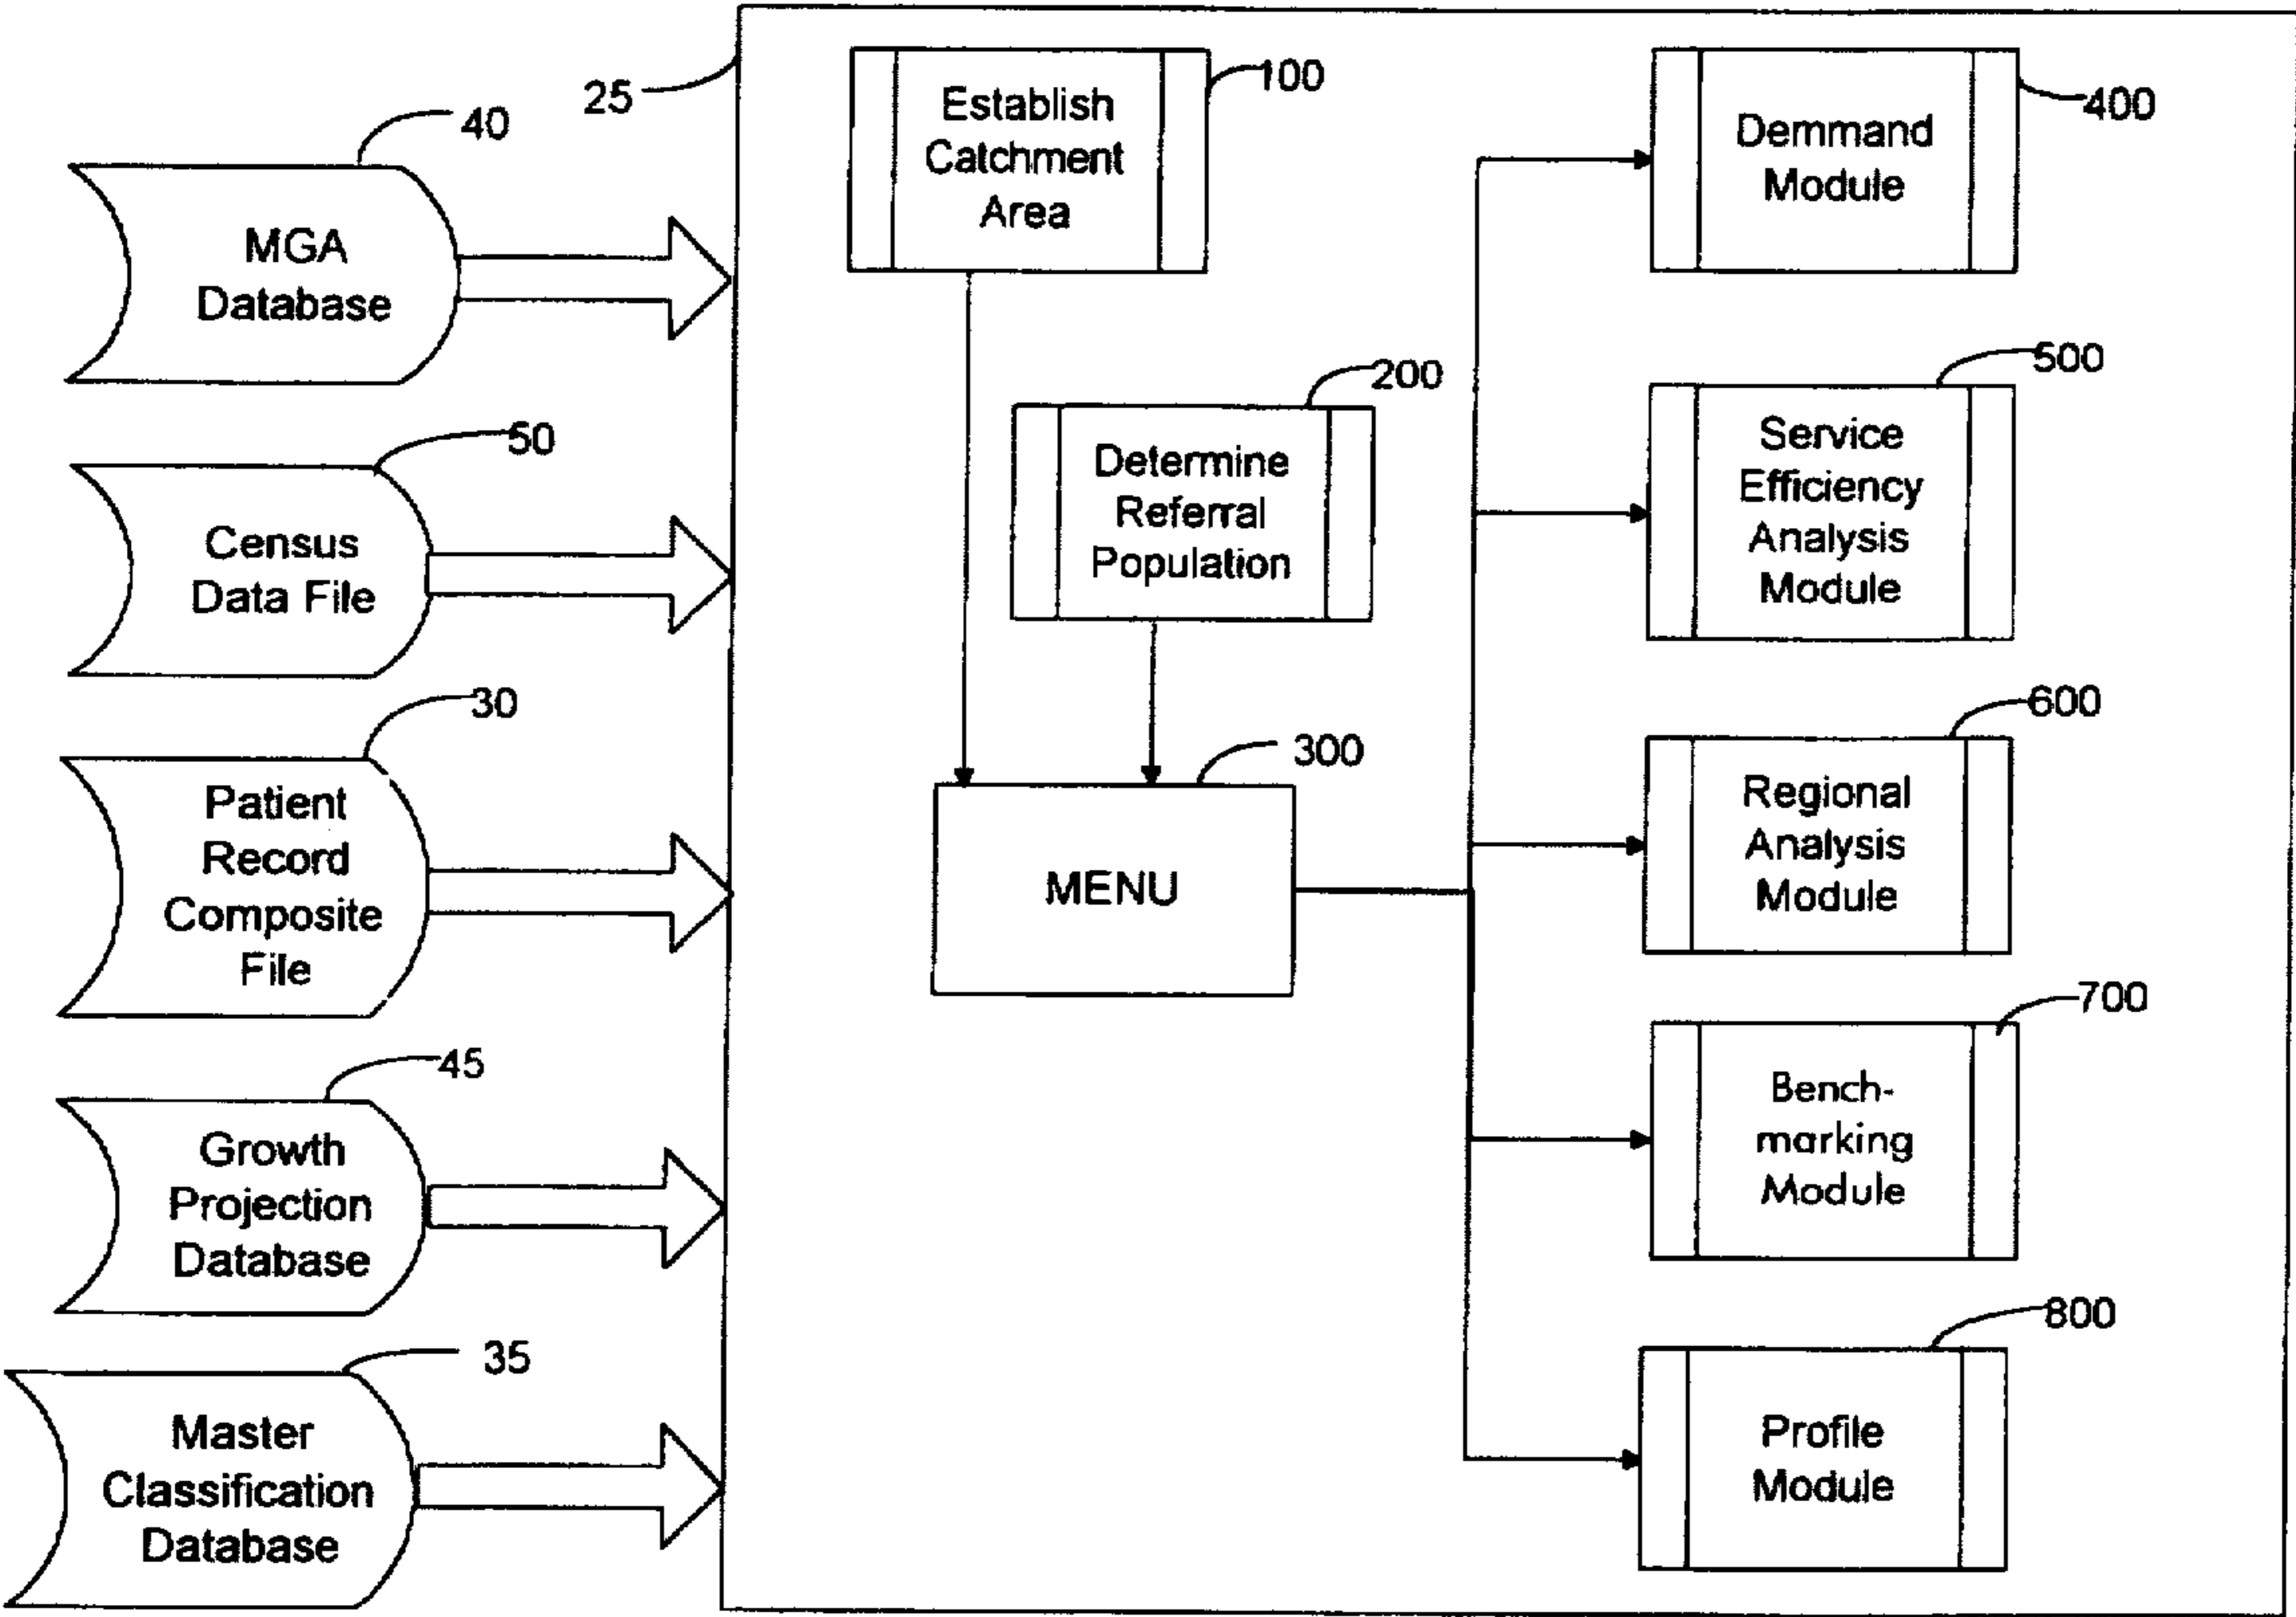 40
MGA
Database
50
Census
Data File
30
Patient
Record
Composite
File
45
Growth
Projection
Database
35
Master
Classification
Database
25
100
Establish
Catchment
Area
200
Determine
Referral
Population
300
MENU
400
Demmand
Module
500
Service
Efficiency
Analysis
Module
600
Regional
Analysis
Module
700
Bench-
marking
Module
800
Profile
Module